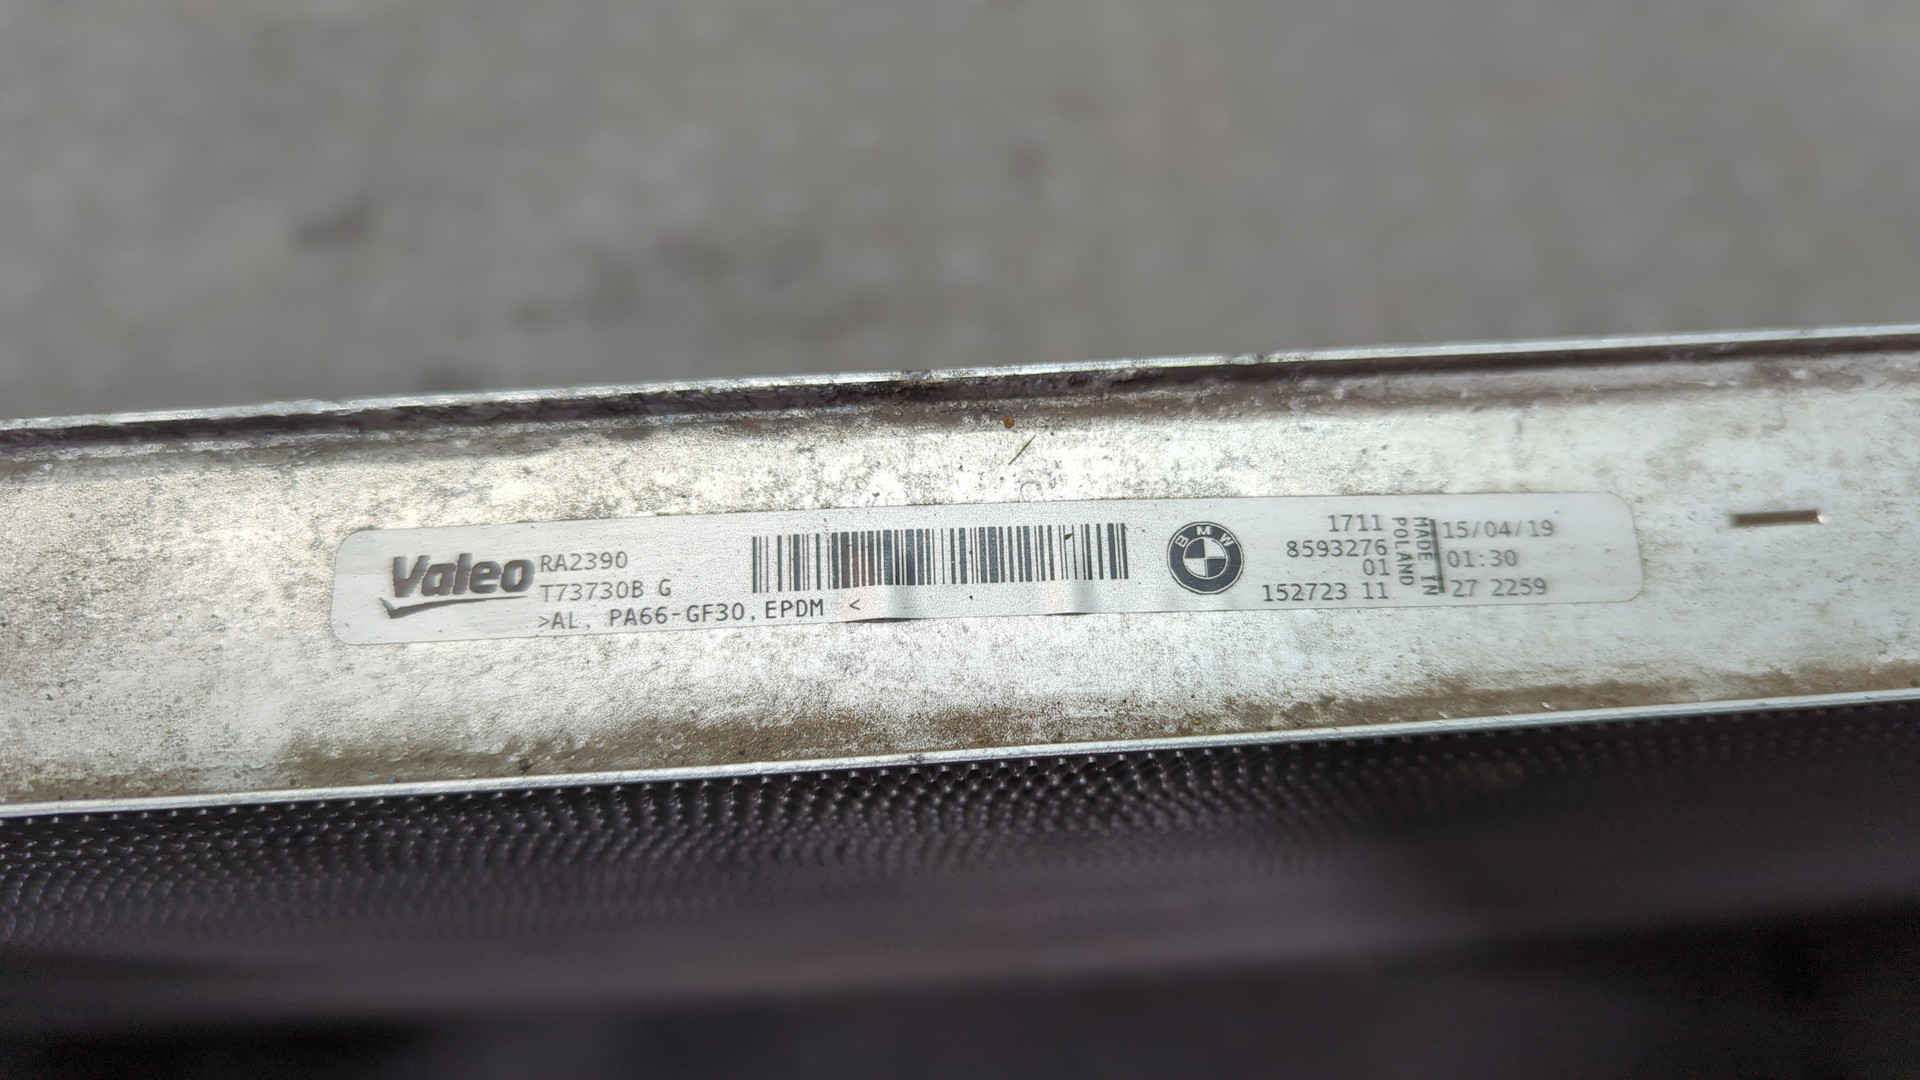 Valeo
RA2390
T73730B G
>AL, PA66-GF30,EPDM <
BMW
1711
8593276
01
152723 11
MADE IN
POLAND
15/04/19
01:30
27 2259